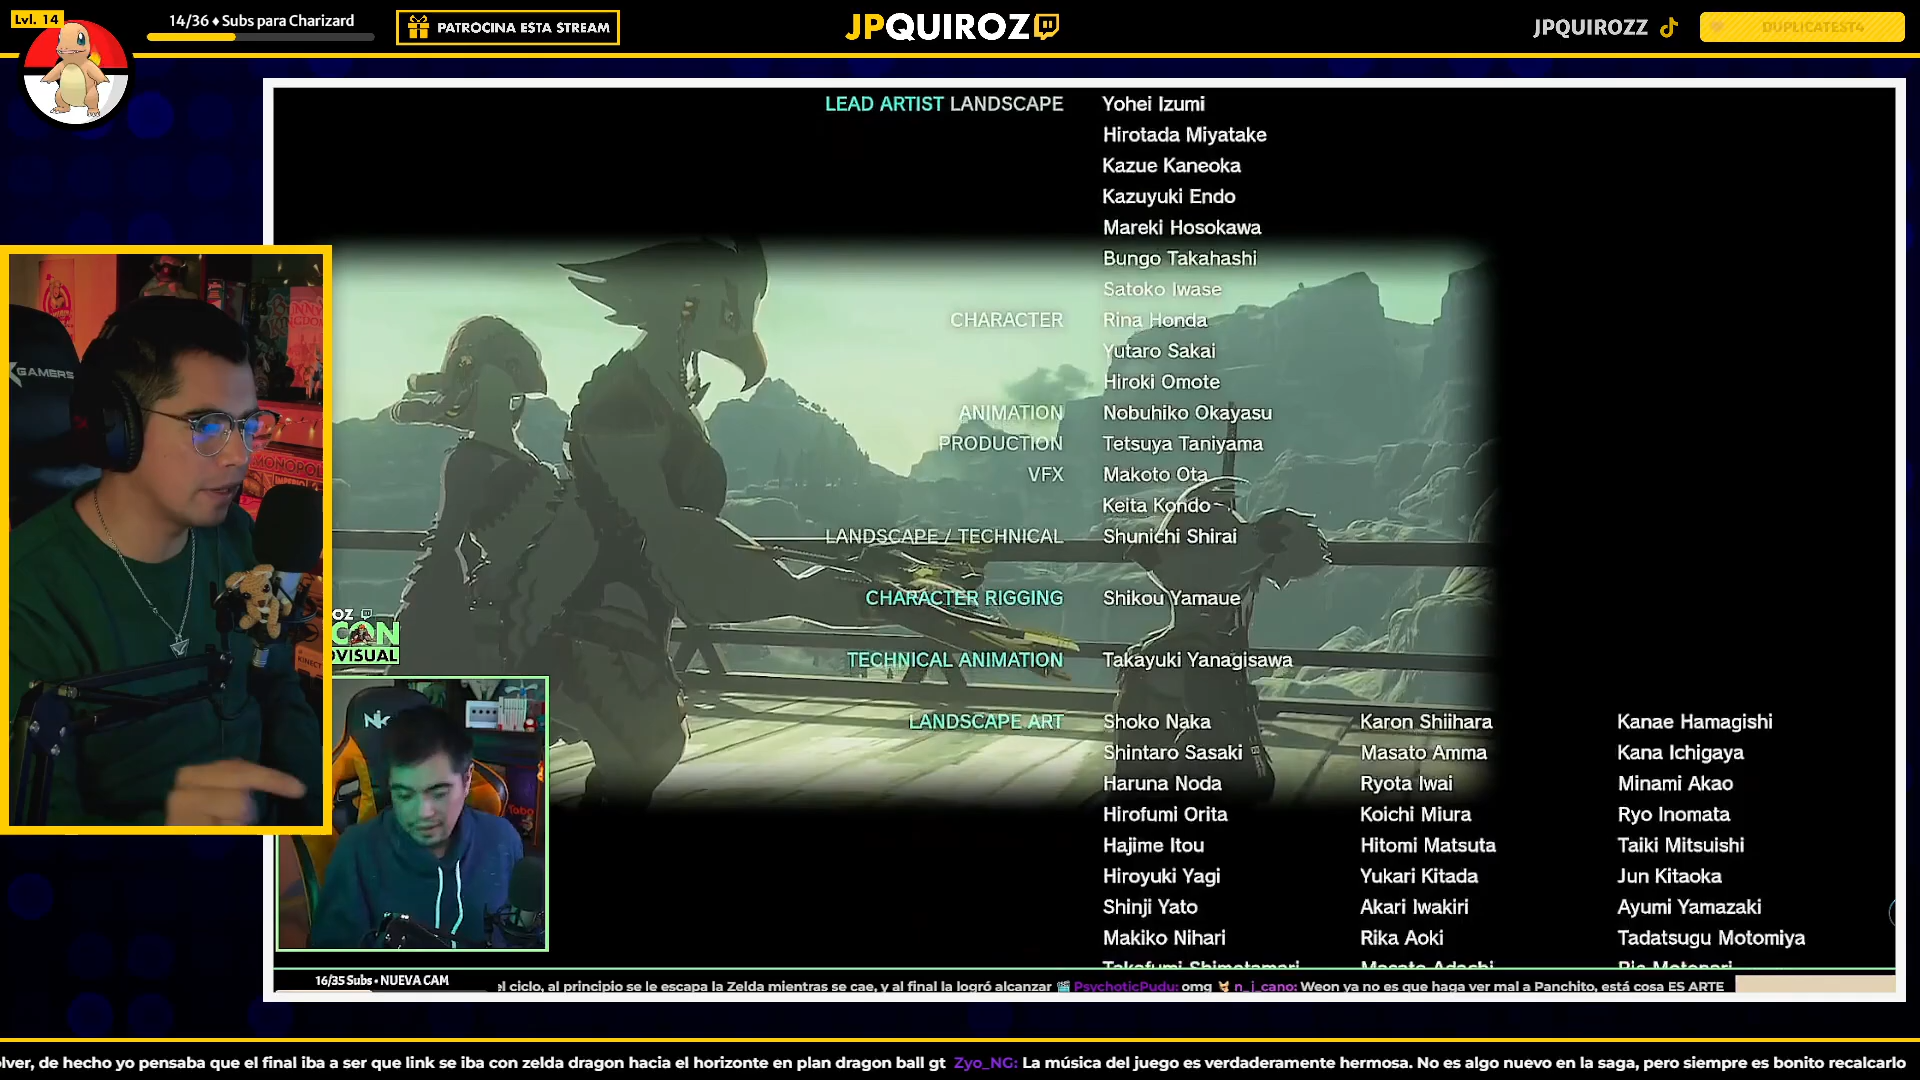 Lvl. 14
14/36 ♦ Subs para Charizard
PATROCINA ESTA STREAM
JPQUIROZ
JPQUIROZZ
DUPLICATEST4
LEAD ARTIST LANDSCAPE Yohei Izumi
Hirotada Miyatake
Kazue Kaneoka
Kazuyuki Endo
Mareki Hosokawa
Bungo Takahashi
Satoko Iwase
CHARACTER Rina Honda
Yutaro Sakai
Hiroki Omote
ANIMATION Nobuhiko Okayasu
PRODUCTION Tetsuya Taniyama
VFX Makoto Ota
Keita Kondo
LANDSCAPE / TECHNICAL Shunichi Shirai
CHARACTER RIGGING Shikou Yamaue
TECHNICAL ANIMATION Takayuki Yanagisawa
LANDSCAPE ART Shoko Naka Karon Shiihara Kanae Hamagishi
Shintaro Sasaki Masato Amma Kana Ichigaya
Haruna Noda Ryota Iwai Minami Akao
Hirofumi Orita Koichi Miura Ryo Inomata
Hajime Itou Hitomi Matsuta Taiki Mitsuishi
Hiroyuki Yagi Yukari Kitada Jun Kitaoka
Shinji Yato Akari Iwakiri Ayumi Yamazaki
Makiko Nihari Rika Aoki Tadatsugu Motomiya
GAMERS
MONOPOLY
KINECT
OZ
CON
OVISUAL
Yobo
16/35 Subs • NUEVA CAM
el ciclo, al principio se le escapa la Zelda mientras se cae, y al final la logró alcanzar PsychoticPudu: omg n_j_cano: Weon ya no es que haga ver mal a Panchito, está cosa ES ARTE
olver, de hecho yo pensaba que el final iba a ser que link se iba con zelda dragon hacia el horizonte en plan dragon ball gt Zyo_NG: La música del juego es verdaderamente hermosa. No es algo nuevo en la saga, pero siempre es bonito recalcarlo